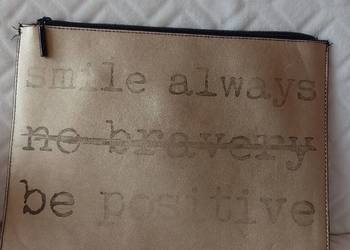 smile always
no bravery
be positive